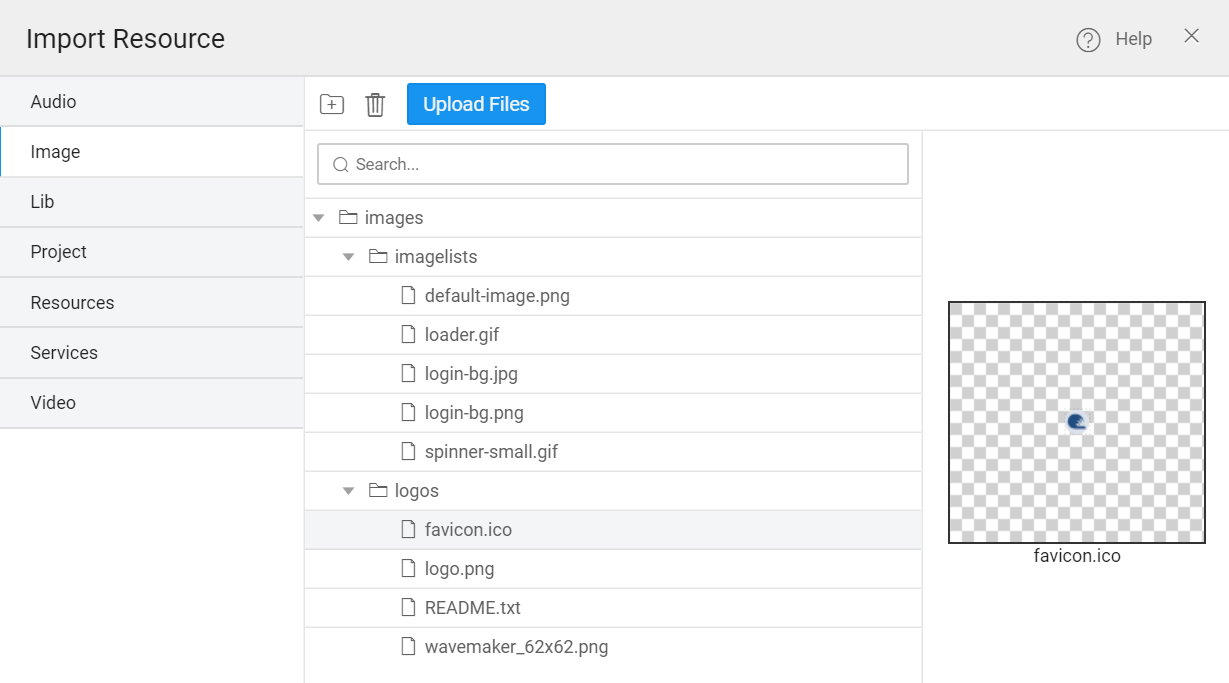 Import Resource
Help
Audio
Image
Lib
Project
Resources
Services
Video
Upload Files
Search...
images
imagelists
default-image.png
loader.gif
login-bg.jpg
login-bg.png
spinner-small.gif
logos
favicon.ico
logo.png
README.txt
wavemaker_62x62.png
favicon.ico